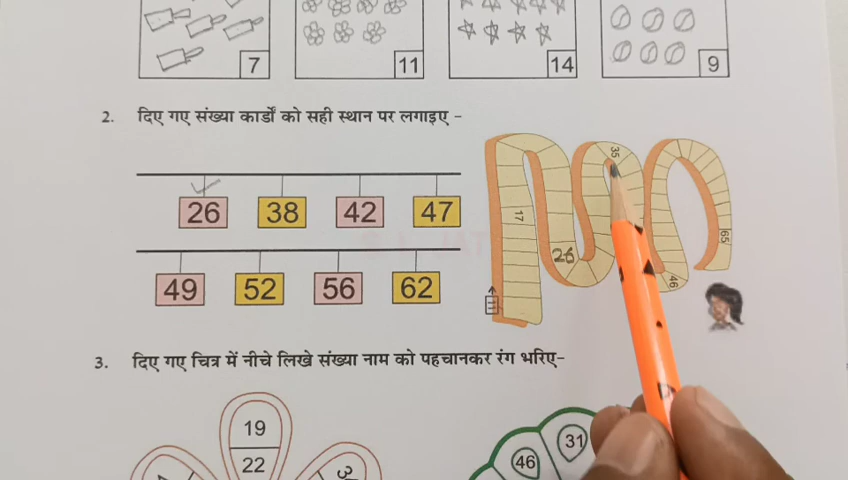 7 11 14 9
2. दिए गए संख्या कार्डों को सही स्थान पर लगाइए -
26 38 42 47
49 52 56 62
35
17
26
65
46
11
3. दिए गए चित्र में नीचे लिखे संख्या नाम को पहचानकर रंग भरिए-
19
22
31
46